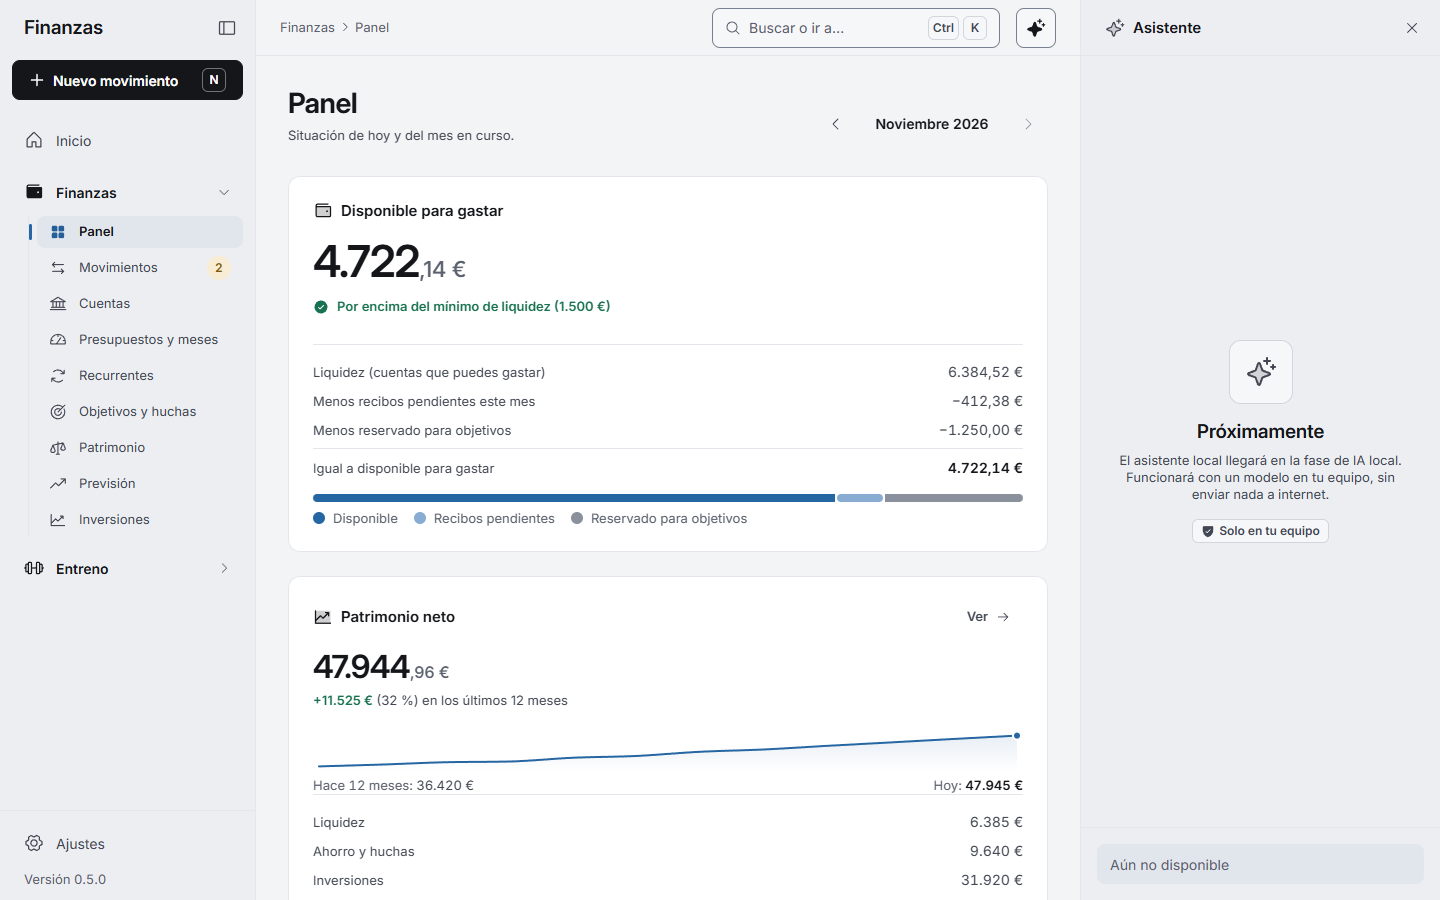 Finanzas
Nuevo movimiento N
Inicio
Finanzas
Panel
Movimientos 2
Cuentas
Presupuestos y meses
Recurrentes
Objetivos y huchas
Patrimonio
Previsión
Inversiones
Entreno
Ajustes
Versión 0.5.0
Finanzas > Panel
Buscar o ir a... Ctrl K
Panel
Situación de hoy y del mes en curso.
Noviembre 2026
Disponible para gastar
4.722,14 €
Por encima del mínimo de liquidez (1.500 €)
Liquidez (cuentas que puedes gastar) 6.384,52 €
Menos recibos pendientes este mes −412,38 €
Menos reservado para objetivos −1.250,00 €
Igual a disponible para gastar 4.722,14 €
Disponible Recibos pendientes Reservado para objetivos
Patrimonio neto Ver →
47.944,96 €
+11.525 € (32 %) en los últimos 12 meses
Hace 12 meses: 36.420 € Hoy: 47.945 €
Liquidez 6.385 €
Ahorro y huchas 9.640 €
Inversiones 31.920 €
Asistente
Próximamente
El asistente local llegará en la fase de IA local.
Funcionará con un modelo en tu equipo, sin
enviar nada a internet.
Solo en tu equipo
Aún no disponible